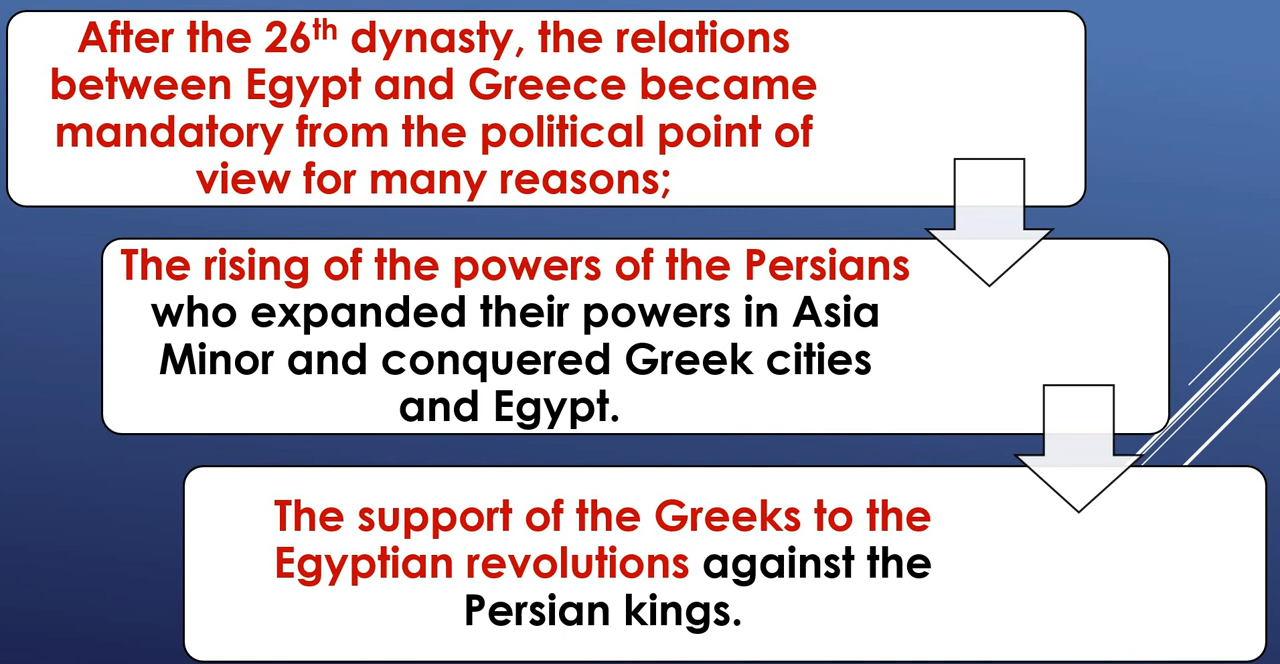 After the 26th dynasty, the relations
between Egypt and Greece became
mandatory from the political point of
view for many reasons;
The rising of the powers of the Persians
who expanded their powers in Asia
Minor and conquered Greek cities
and Egypt.
The support of the Greeks to the
Egyptian revolutions against the
Persian kings.